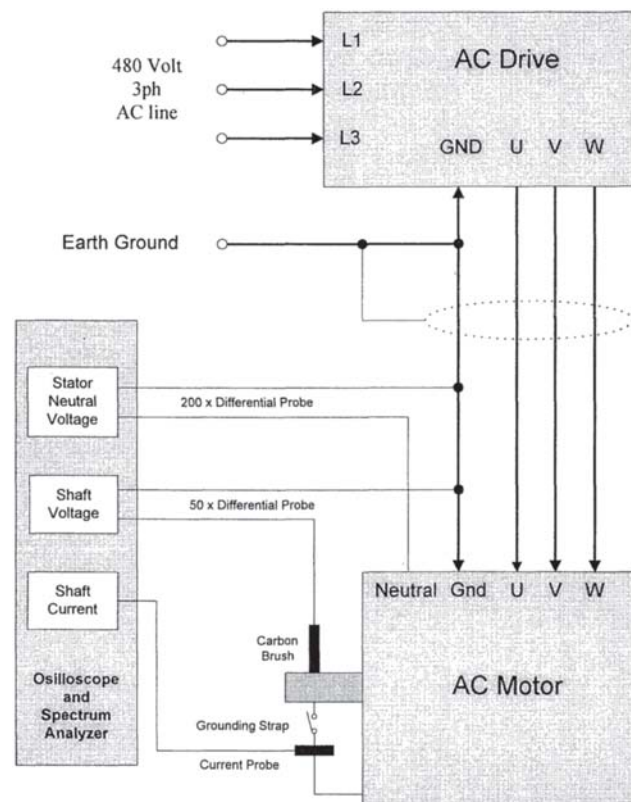 AC Drive
L1
L2
L3
480 Volt
3ph
AC line
GND U V W
Earth Ground
Stator
Neutral
Voltage
200 x Differential Probe
Shaft
Voltage
50 x Differential Probe
Shaft
Current
Neutral Gnd U V W
Carbon
Brush
AC Motor
Osilloscope
and
Spectrum
Analyzer
Grounding Strap
Current Probe